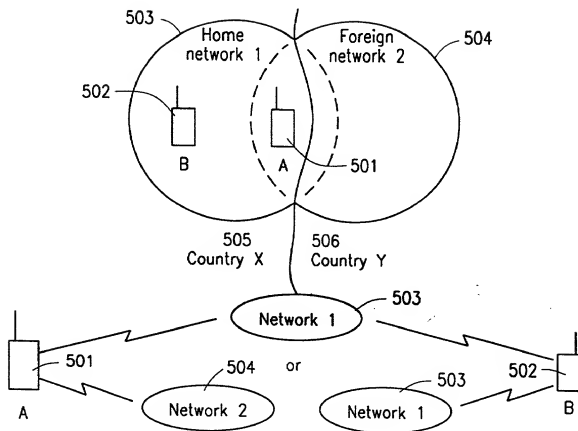 503
Home
network 1
Foreign
network 2
504
502
B
A
501
505
Country X
506
Country Y
503
Network 1
501
A
or
504
Network 2
503
Network 1
502
B